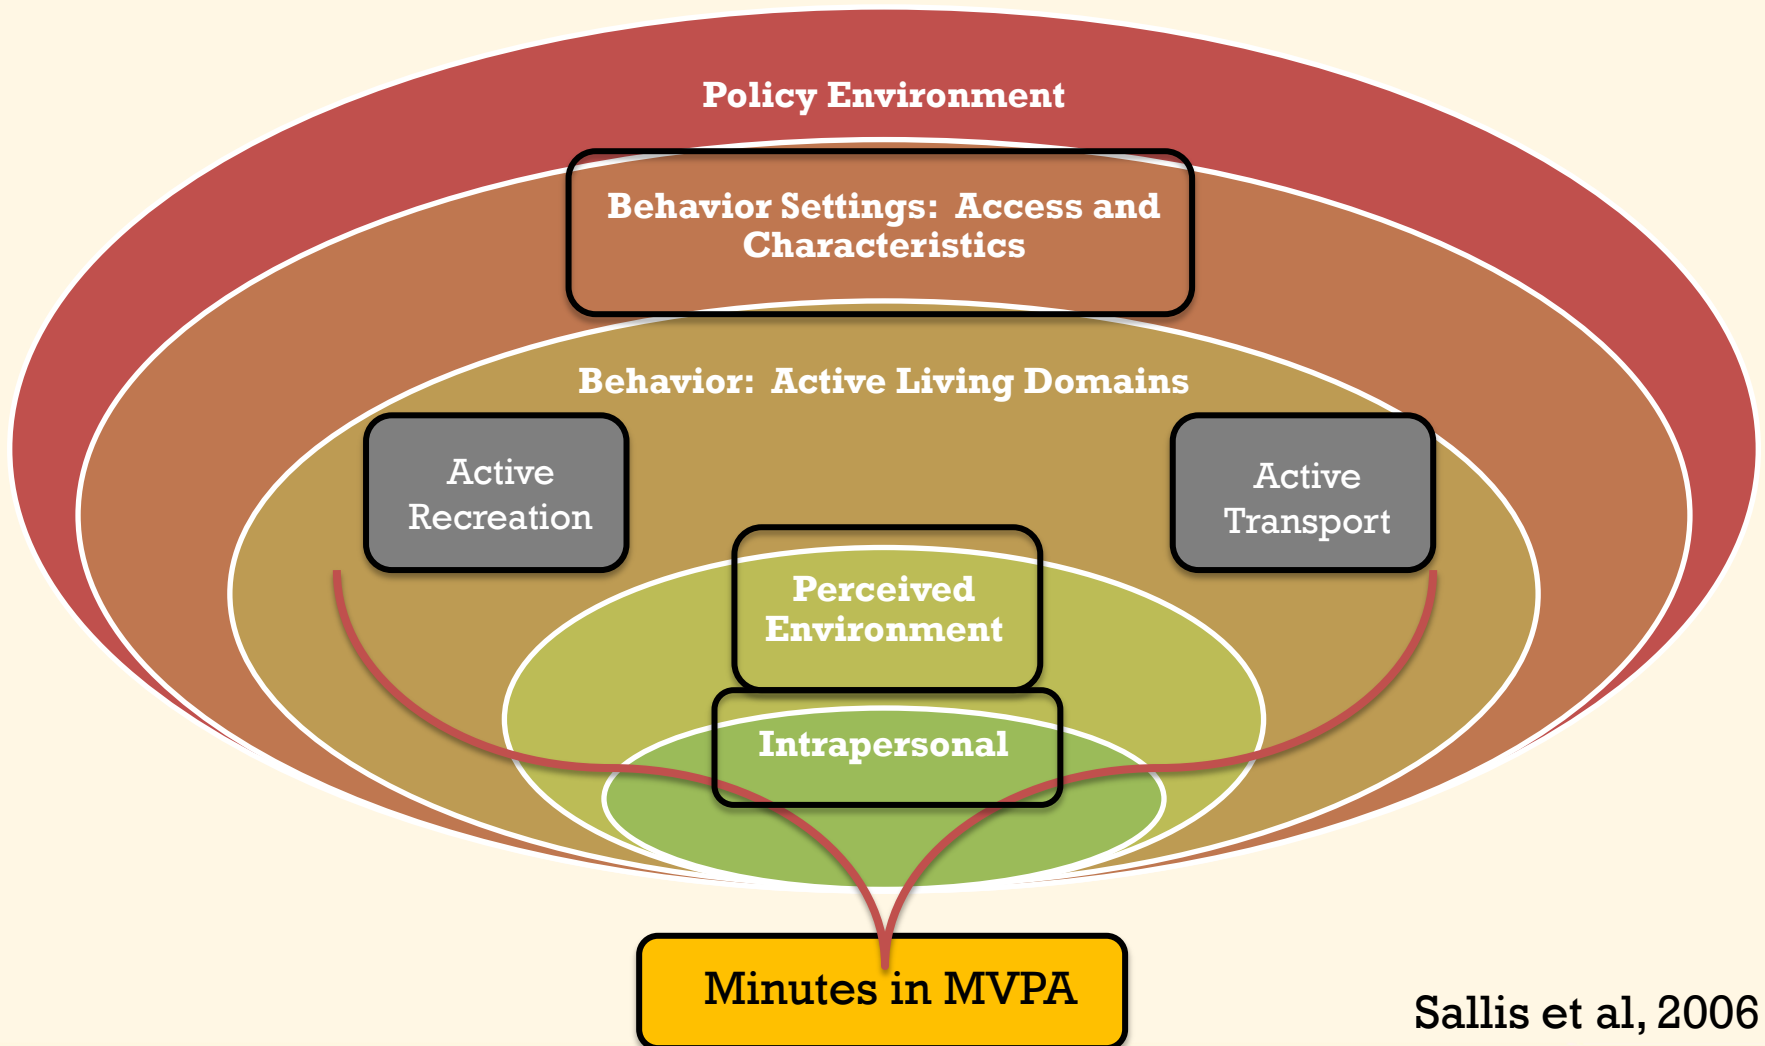 Policy Environment
Behavior Settings:  Access and
Characteristics
Behavior:  Active Living Domains
Active
Recreation
Active
Transport
Perceived
Environment
Intrapersonal
Minutes in MVPA
Sallis et al, 2006